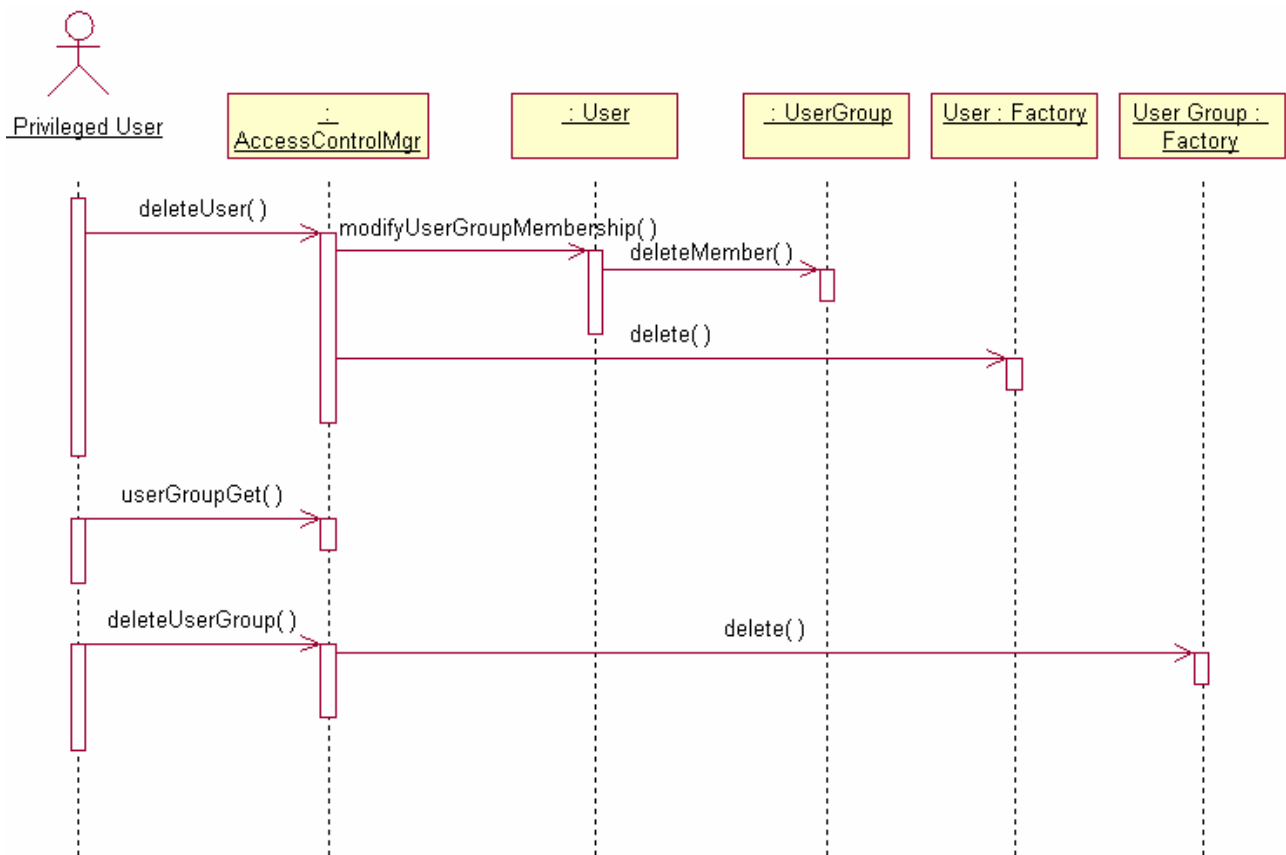 Privileged User
:
AccessControlMgr
: User
: UserGroup
User : Factory
User Group :
Factory
deleteUser( )
modifyUserGroupMembership( )
deleteMember( )
delete( )
userGroupGet( )
deleteUserGroup( )
delete( )